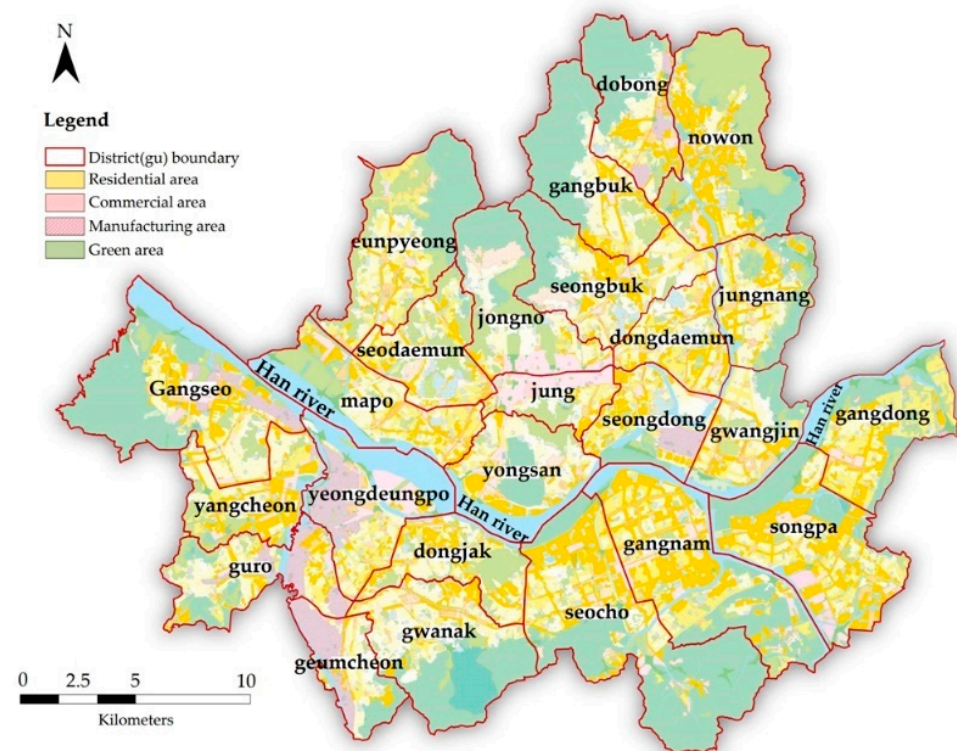 N
Legend
District(gu) boundary
Residential area
Commercial area
Manufacturing area
Green area
dobong
nowon
gangbuk
eunpyeong
seongbuk
jungnang
jongno
dongdaemun
seodaemun
Gangseo
Han river
mapo
jung
seongdong
gwangjin
Han river
gangdong
yongsan
yangcheon
yeongdeungpo
Han river
songpa
dongjak
gangnam
guro
seocho
gwanak
geumcheon
0 2.5 5 10
Kilometers